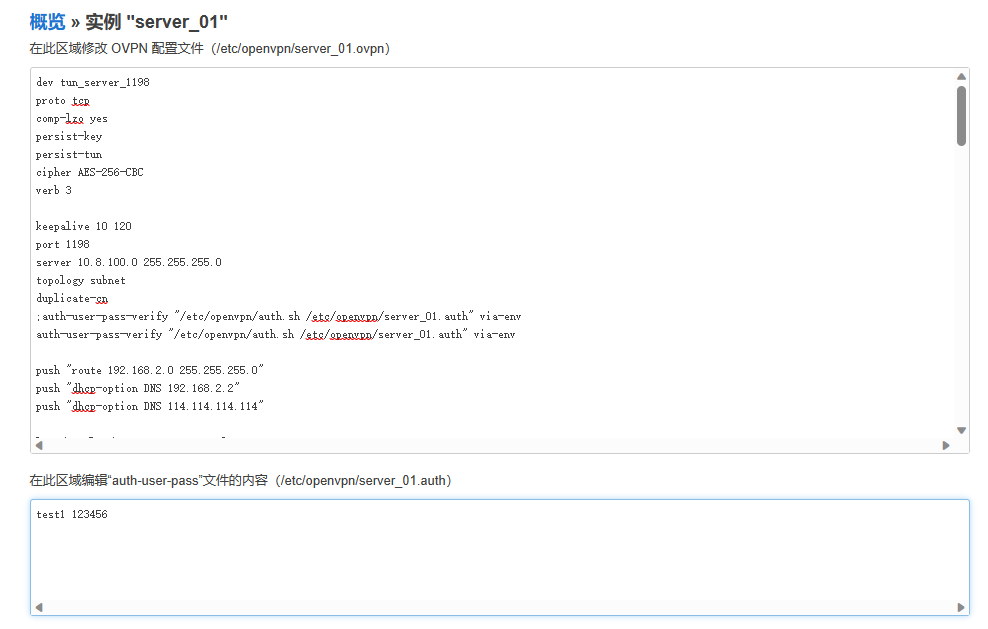 概览 » 实例 "server_01"
在此区域修改 OVPN 配置文件（/etc/openvpn/server_01.ovpn）
dev tun_server_1198
proto tcp
comp-lzo yes
persist-key
persist-tun
cipher AES-256-CBC
verb 3
keepalive 10 120
port 1198
server 10.8.100.0 255.255.255.0
topology subnet
duplicate-cn
;auth-user-pass-verify "/etc/openvpn/auth.sh /etc/openvpn/server_01.auth" via-env
auth-user-pass-verify "/etc/openvpn/auth.sh /etc/openvpn/server_01.auth" via-env
push "route 192.168.2.0 255.255.255.0"
push "dhcp-option DNS 192.168.2.2"
push "dhcp-option DNS 114.114.114.114"
在此区域编辑“auth-user-pass”文件的内容（/etc/openvpn/server_01.auth）
test1 123456